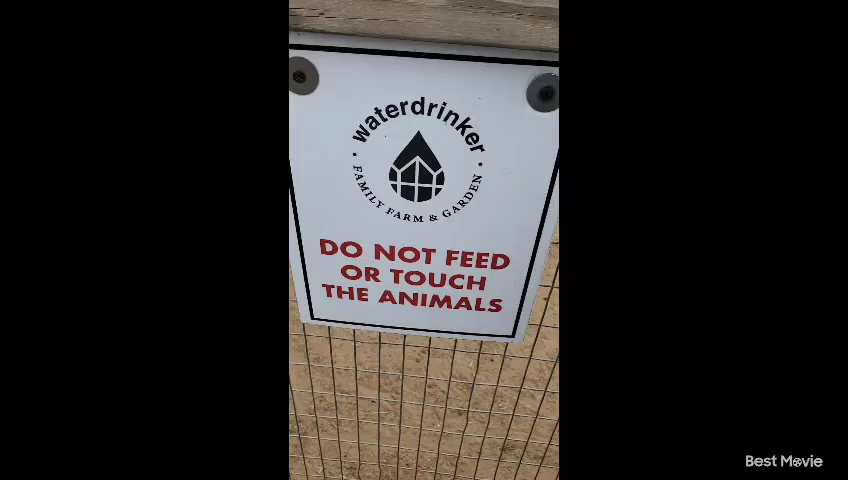 waterdrinker
FAMILY FARM & GARDEN
DO NOT FEED
OR TOUCH
THE ANIMALS
Best Movie